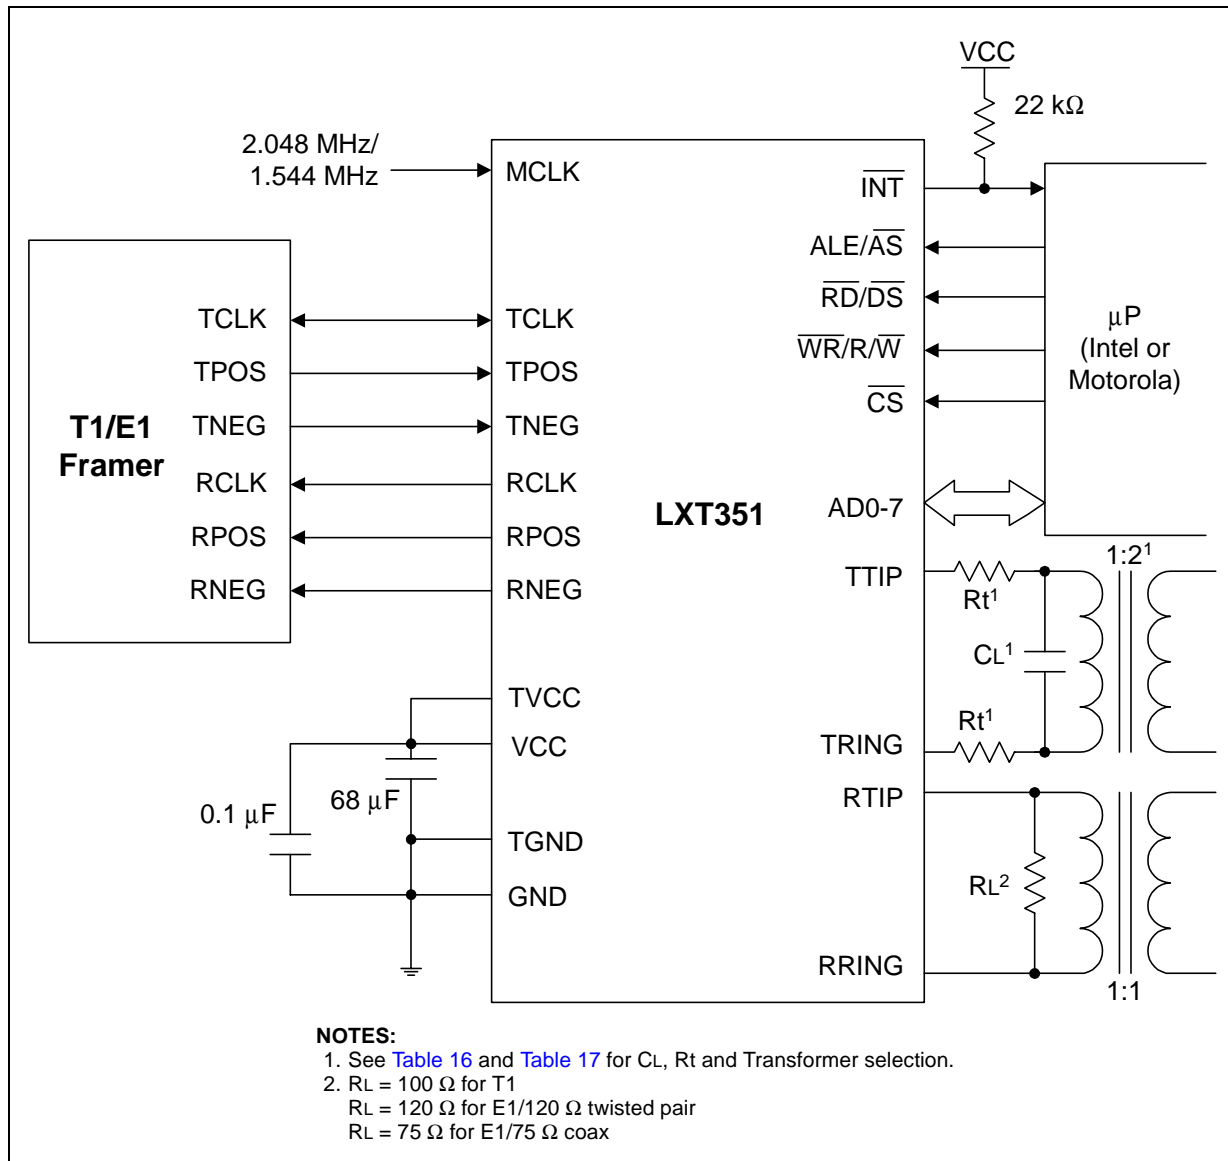 VCC
22 kΩ
2.048 MHz/
1.544 MHz
MCLK
INT
ALE/AS
RD/DS
WR/R/W
CS
AD0-7
μP
(Intel or
Motorola)
T1/E1
Framer
TCLK
TPOS
TNEG
RCLK
RPOS
RNEG
TCLK
TPOS
TNEG
RCLK
RPOS
RNEG
LXT351
TTIP
Rt¹
1:2¹
CL¹
TRING
Rt¹
TVCC
VCC
0.1 μF
68 μF
TGND
GND
RTIP
RL²
RRING
1:1
NOTES:
1. See Table 16 and Table 17 for CL, Rt and Transformer selection.
2. RL = 100 Ω for T1
RL = 120 Ω for E1/120 Ω twisted pair
RL = 75 Ω for E1/75 Ω coax